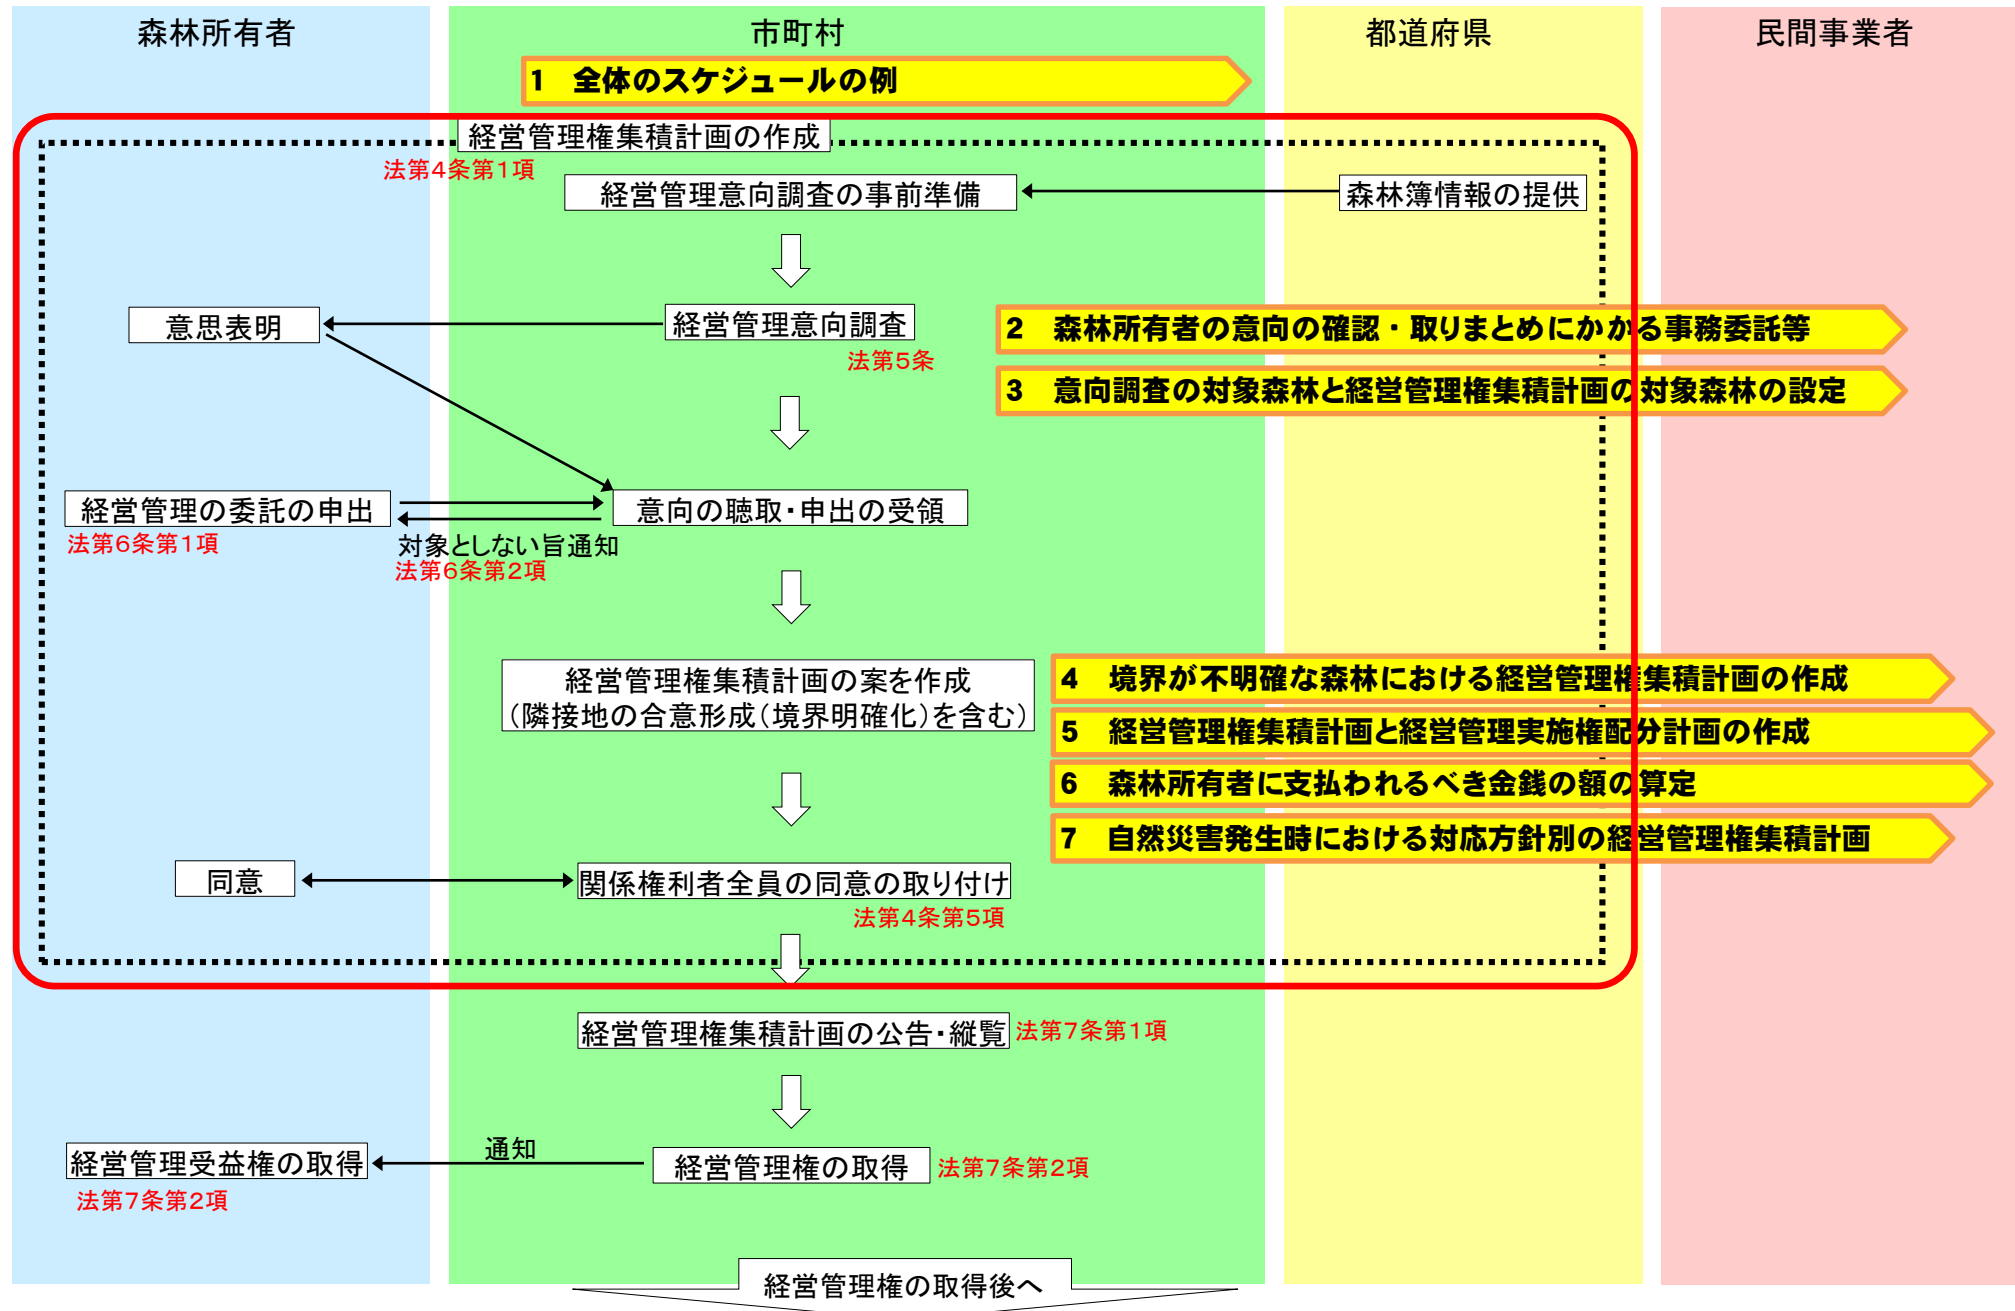 森林所有者
市町村
都道府県
民間事業者
1 全体のスケジュールの例
経営管理権集積計画の作成
法第4条第1項
経営管理意向調査の事前準備
森林簿情報の提供
意思表明
経営管理意向調査
法第5条
2 森林所有者の意向の確認・取りまとめにかかる事務委託等
3 意向調査の対象森林と経営管理権集積計画の対象森林の設定
経営管理の委託の申出
法第6条第1項
意向の聴取・申出の受領
対象としない旨通知
法第6条第2項
経営管理権集積計画の案を作成
(隣接地の合意形成(境界明確化)を含む)
4 境界が不明確な森林における経営管理権集積計画の作成
5 経営管理権集積計画と経営管理実施権配分計画の作成
6 森林所有者に支払われるべき金銭の額の算定
7 自然災害発生時における対応方針別の経営管理権集積計画
同意
関係権利者全員の同意の取り付け
法第4条第5項
経営管理権集積計画の公告・縦覧
法第7条第1項
経営管理受益権の取得
法第7条第2項
通知
経営管理権の取得
法第7条第2項
経営管理権の取得後へ